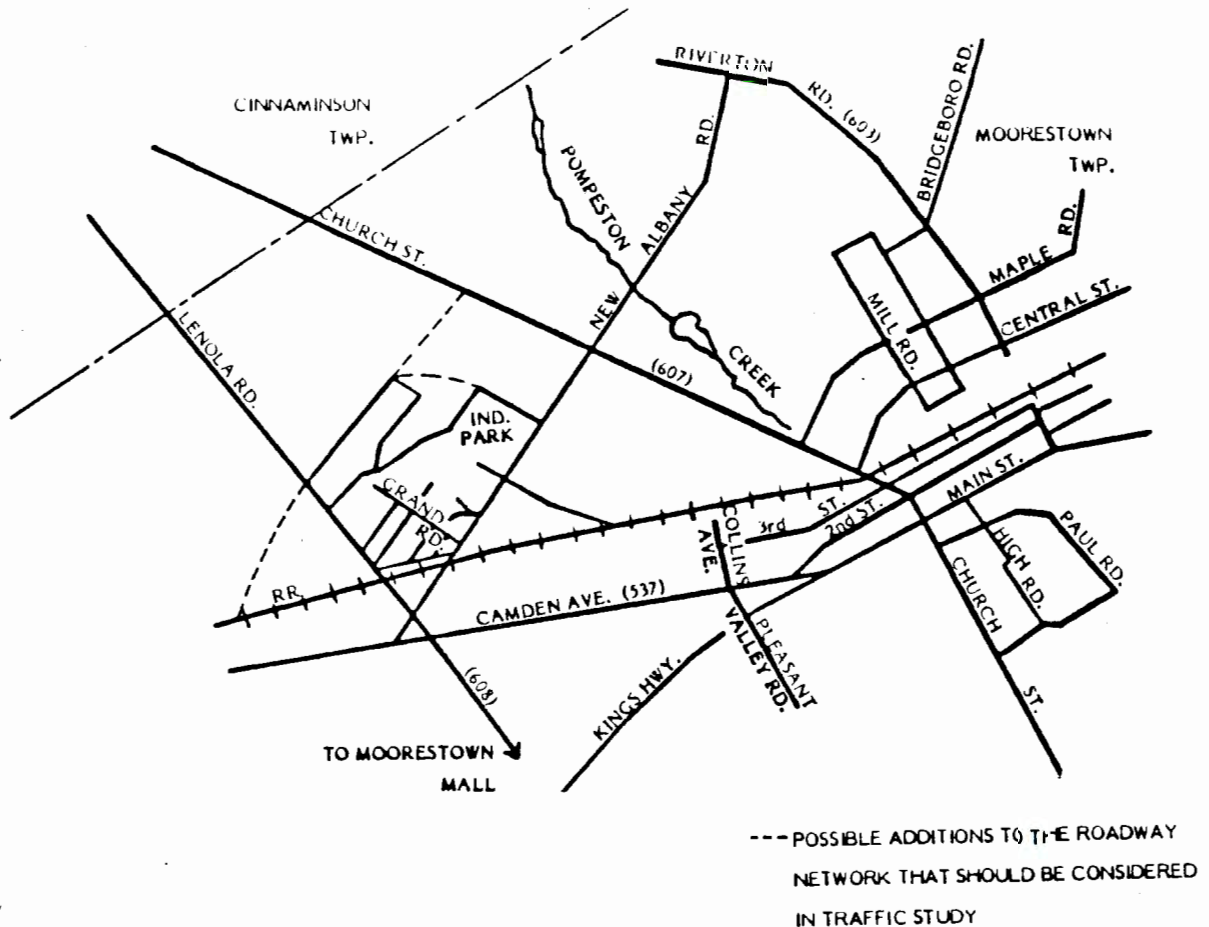 RIVERTON
RD. (603)
BRIDGEBORO RD.
CINNAMINSON
TWP.
MOORESTOWN
TWP.
POMPESTON
CREEK
NEW ALBANY RD.
CHURCH ST.
(607)
MAPLE RD.
CENTRAL ST.
MILL RD.
LENOLA RD.
IND.
PARK
GRAND
RD.
RR.
COLLINS
AVE.
3rd ST.
2nd ST.
MAIN ST.
HIGH RD.
PAUL RD.
CHURCH ST.
CAMDEN AVE. (537)
PLEASANT
VALLEY RD.
KINGS HWY.
(608)
TO MOORESTOWN
MALL
--- POSSIBLE ADDITIONS TO THE ROADWAY
NETWORK THAT SHOULD BE CONSIDERED
IN TRAFFIC STUDY